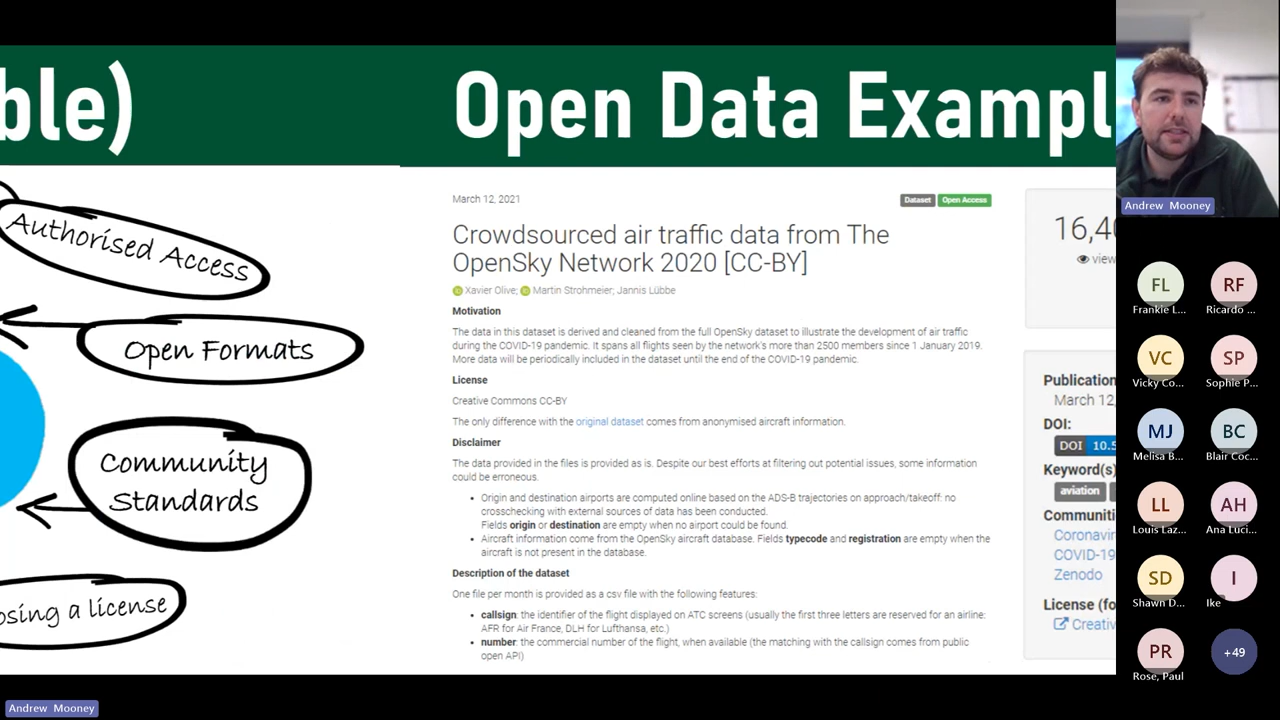 ble)
Authorised Access
Open Formats
Community
Standards
osing a license
Open Data Exampl
March 12, 2021
Dataset
Open Access
Crowdsourced air traffic data from The
OpenSky Network 2020 [CC-BY]
Xavier Olive; Martin Strohmeier; Jannis Lübbe
Motivation
The data in this dataset is derived and cleaned from the full OpenSky dataset to illustrate the development of air traffic
during the COVID-19 pandemic. It spans all flights seen by the network's more than 2500 members since 1 January 2019.
More data will be periodically included in the dataset until the end of the COVID-19 pandemic.
License
Creative Commons CC-BY
The only difference with the original dataset comes from anonymised aircraft information.
Disclaimer
The data provided in the files is provided as is. Despite our best efforts at filtering out potential issues, some information
could be erroneous.
• Origin and destination airports are computed online based on the ADS-B trajectories on approach/takeoff: no
crosschecking with external sources of data has been conducted.
Fields origin or destination are empty when no airport could be found.
• Aircraft information come from the OpenSky aircraft database. Fields typecode and registration are empty when the
aircraft is not present in the database.
Description of the dataset
One file per month is provided as a csv file with the following features:
• callsign: the identifier of the flight displayed on ATC screens (usually the first three letters are reserved for an airline:
AFR for Air France, DLH for Lufthansa, etc.)
• number: the commercial number of the flight, when available (the matching with the callsign comes from public
open API)
16,40
view
Publication
March 12,
DOI:
DOI 10.5
Keyword(s)
aviation
Communiti
Coronavir
COVID-19
Zenodo
License (fo
Creativ
Andrew Mooney
FL
Frankie L...
RF
Ricardo ...
VC
Vicky Co...
SP
Sophie P...
MJ
Melisa B...
BC
Blair Coc...
LL
Louis Laz...
AH
Ana Luci...
SD
Shawn D...
I
Ike
PR
Rose, Paul
+49
Andrew Mooney